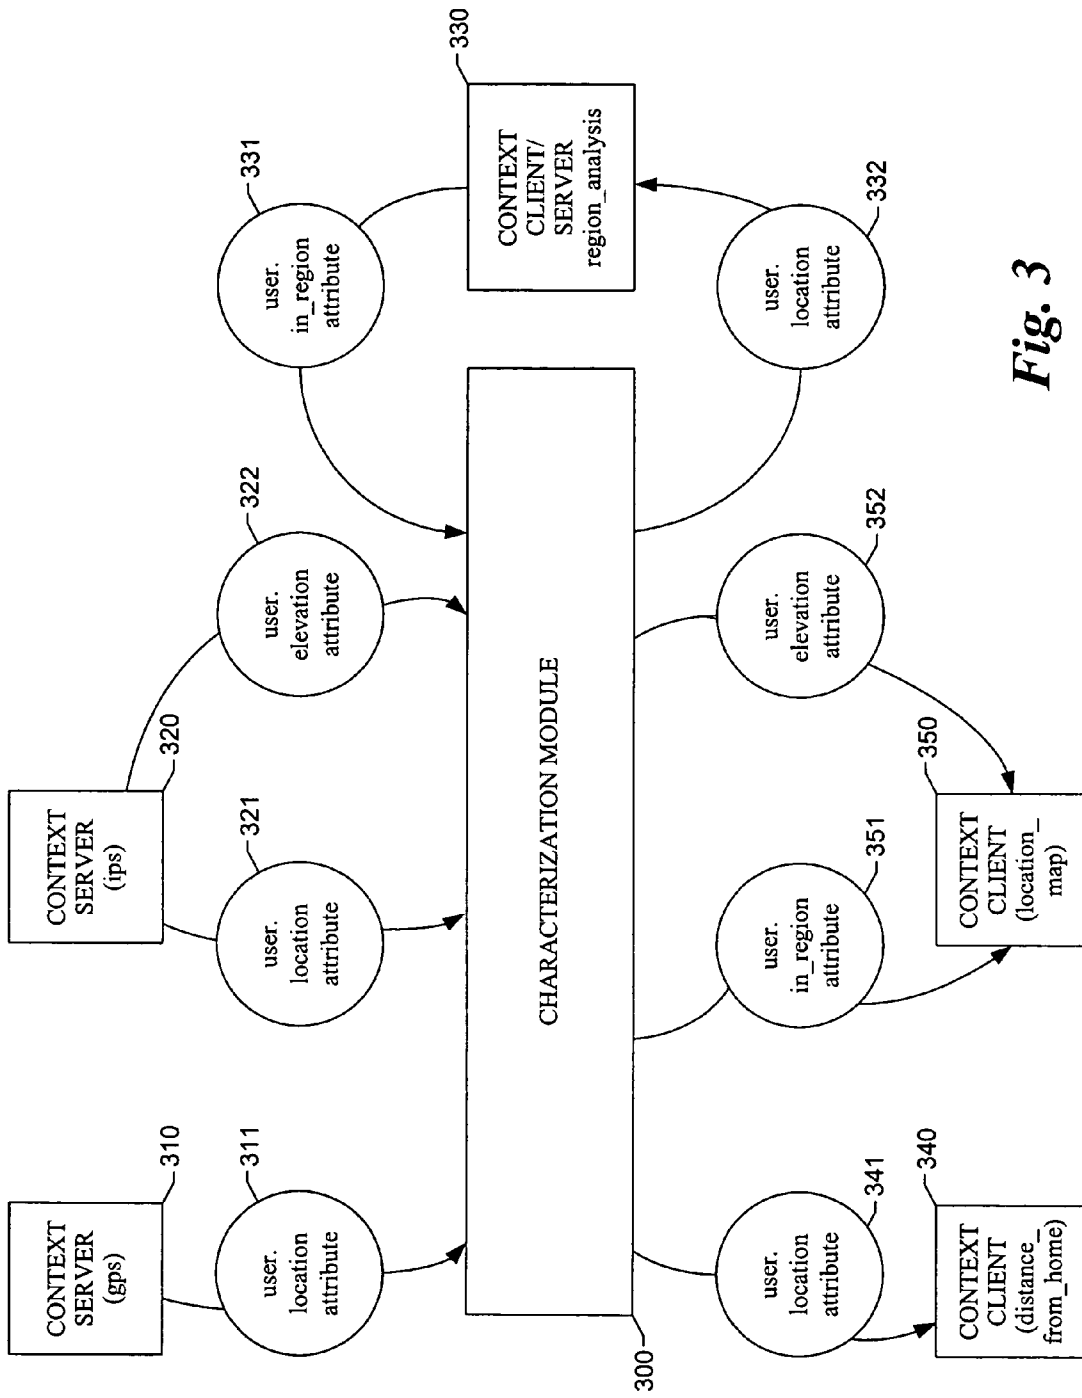 CONTEXT
SERVER
(gps)
310
user.
location
attribute
311
CONTEXT
SERVER
(ips)
320
user.
location
attribute
321
user.
elevation
attribute
322
user.
in_region
attribute
331
CHARACTERIZATION MODULE
300
CONTEXT
CLIENT/
SERVER
region_analysis
330
user.
location
attribute
341
user.
in_region
attribute
351
user.
elevation
attribute
352
user.
location
attribute
332
CONTEXT
CLIENT
(distance_
from_home)
340
CONTEXT
CLIENT
(location_
map)
350
Fig. 3